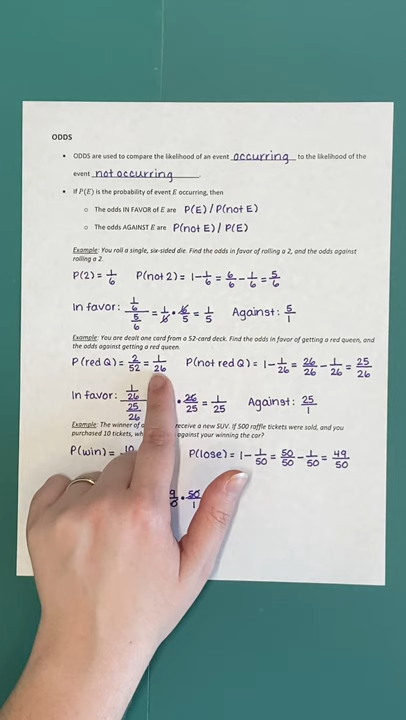 ODDS
• ODDS are used to compare the likelihood of an event occurring to the likelihood of the
event not occurring.
• If P(E) is the probability of event E occurring, then
o The odds IN FAVOR of E are P(E) / P(not E)
o The odds AGAINST E are P(not E) / P(E)
Example: You roll a single, six-sided die. Find the odds in favor of rolling a 2, and the odds against
rolling a 2.
P(2) = 1/6 P(not 2) = 1 - 1/6 = 6/6 - 1/6 = 5/6
In favor: 1/6 / 5/6 = 1/6 • 6/5 = 1/5 Against: 5/1
Example: You are dealt one card from a 52-card deck. Find the odds in favor of getting a red queen, and
the odds against getting a red queen.
P(red Q) = 2/52 = 1/26 P(not red Q) = 1 - 1/26 = 26/26 - 1/26 = 25/26
In favor: 1/26 / 25/26 • 26/25 = 1/25 Against: 25/1
Example: The winner of a receive a new SUV. If 500 raffle tickets were sold, and you
purchased 10 tickets, against your winning the car?
P(win) = 10 P(lose) = 1 - 1/50 = 50/50 - 1/50 = 49/50
• 50/1